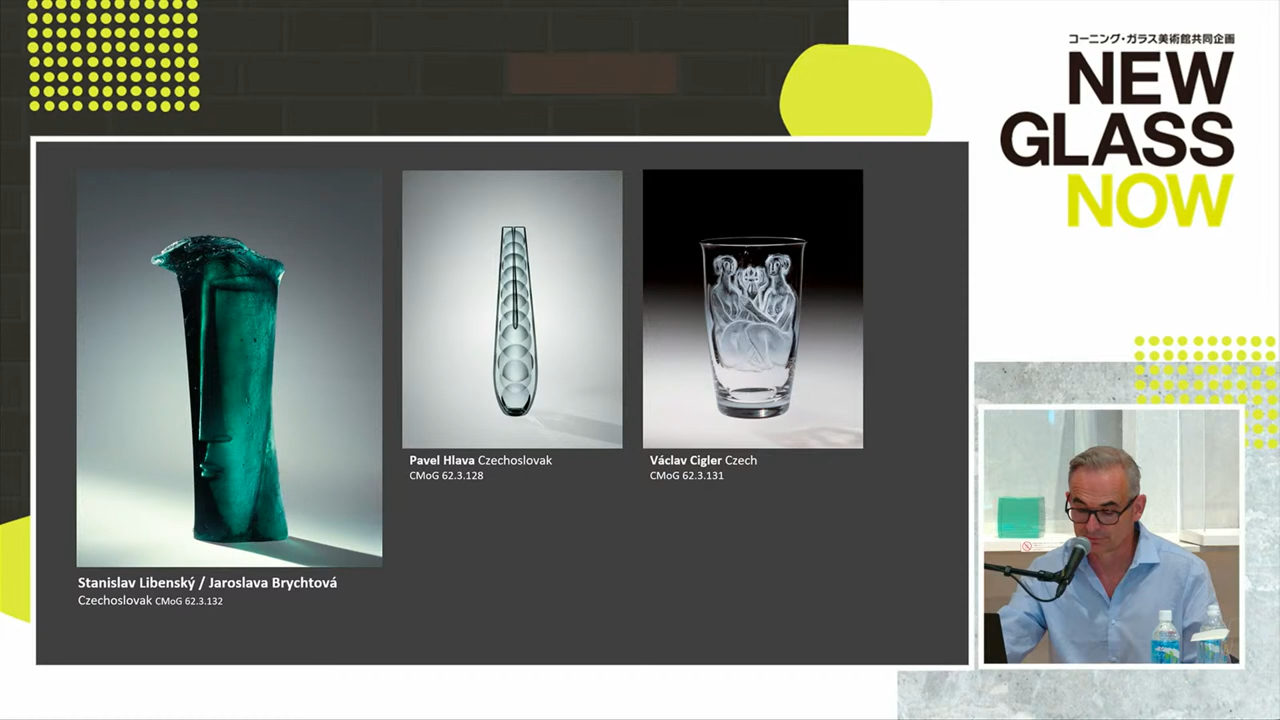 コーニング・ガラス美術館共同企画
NEW
GLASS
NOW
Pavel Hlava Czechoslovak
CMoG 62.3.128
Václav Cigler Czech
CMoG 62.3.131
Stanislav Libenský / Jaroslava Brychtová
Czechoslovak CMoG 62.3.132